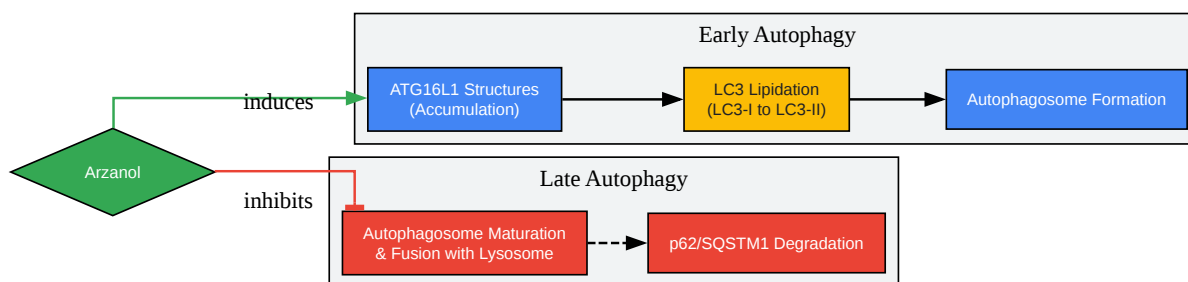 Early Autophagy
induces
ATG16L1 Structures
(Accumulation)
LC3 Lipidation
(LC3-I to LC3-II)
Autophagosome Formation
Arzanol
inhibits
Late Autophagy
Autophagosome Maturation
& Fusion with Lysosome
p62/SQSTM1 Degradation